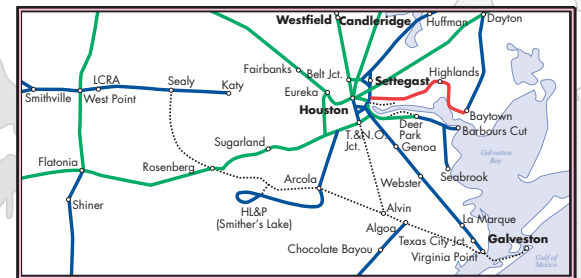 Westfield
Candleridge
Huffman
Dayton
Fairbanks
Belt Jct.
Settegast
Highlands
LCRA
Sealy
Katy
Eureka
Smithville
West Point
Houston
Baytown
T.&N.O.
Jct.
Deer
Park
Barbours Cut
Genoa
Sugarland
Galveston
Bay
Flatonia
Rosenberg
Arcola
Webster
Seabrook
Shiner
HL&P
(Smither's Lake)
Alvin
Algoa
La Marque
Chocolate Bayou
Texas City Jct.
Galveston
Virginia Point
Gulf of
Mexico